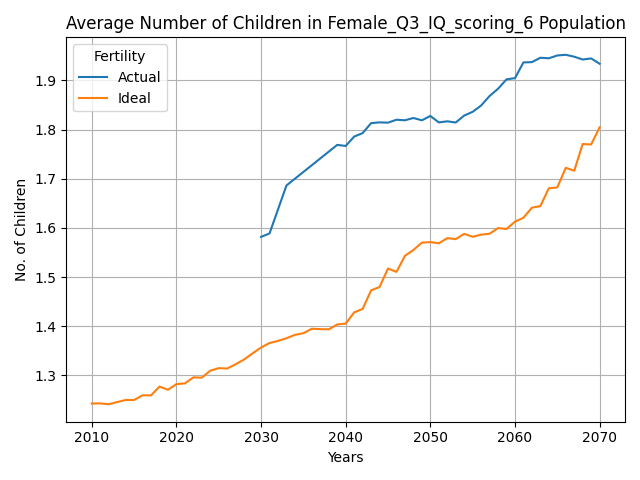 Average Number of Children in Female_Q3_IQ_scoring_6 Population
Fertility
Actual
Ideal
No. of Children
1.9
1.8
1.7
1.6
1.5
1.4
1.3
2010 2020 2030 2040 2050 2060 2070
Years